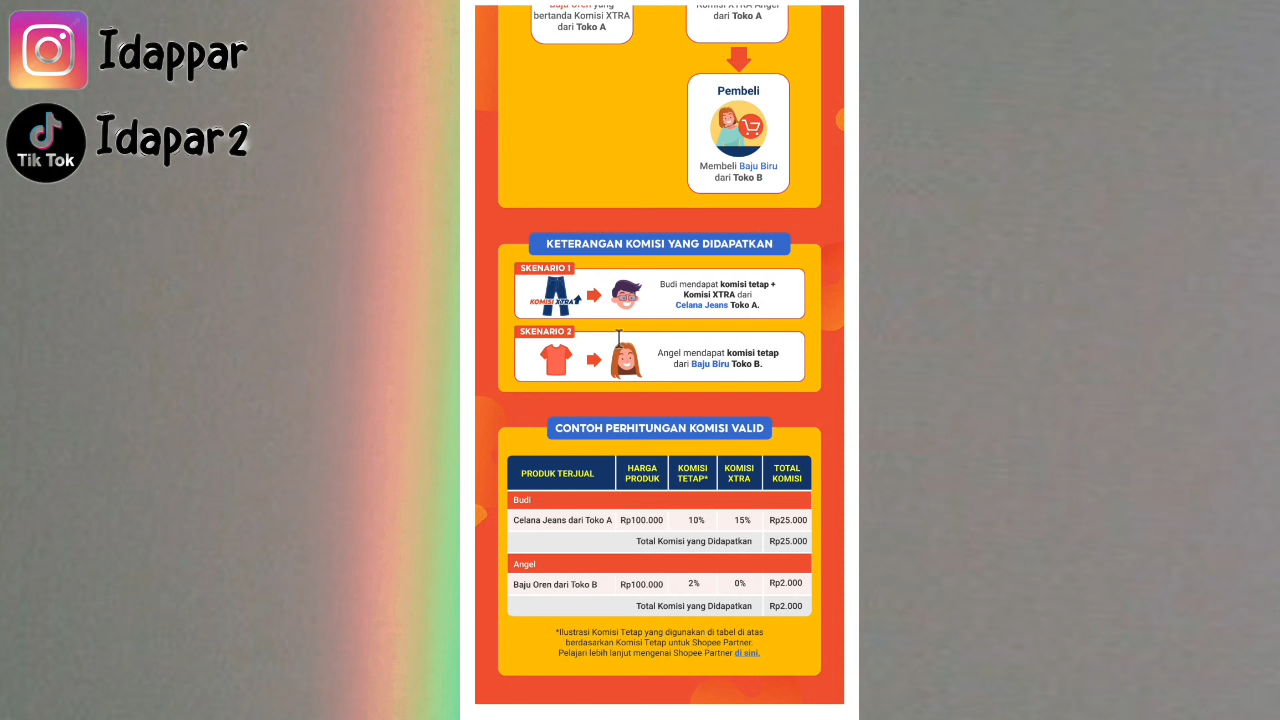 Idappar
Tik Tok
Idapar2
Baju Oren yang
bertanda Komisi XTRA
dari Toko A
Komisi XTRA Angel
dari Toko A
Pembeli
Membeli Baju Biru
dari Toko B
KETERANGAN KOMISI YANG DIDAPATKAN
SKENARIO 1
KOMISI XTRA
Budi mendapat komisi tetap +
Komisi XTRA dari
Celana Jeans Toko A.
SKENARIO 2
Angel mendapat komisi tetap
dari Baju Biru Toko B.
CONTOH PERHITUNGAN KOMISI VALID
PRODUK TERJUAL HARGA PRODUK KOMISI TETAP* KOMISI XTRA TOTAL KOMISI
Budi
Celana Jeans dari Toko A Rp100.000 10% 15% Rp25.000
Total Komisi yang Didapatkan Rp25.000
Angel
Baju Oren dari Toko B Rp100.000 2% 0% Rp2.000
Total Komisi yang Didapatkan Rp2.000
*Ilustrasi Komisi Tetap yang digunakan di tabel di atas
berdasarkan Komisi Tetap untuk Shopee Partner.
Pelajari lebih lanjut mengenai Shopee Partner di sini.